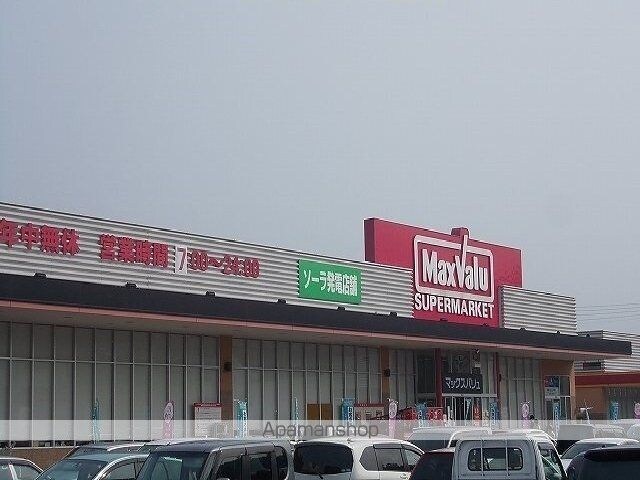 年中無休 営業時間 7:00～24:00
ソーラ発電店舗
MaxValu
SUPERMARKET
マックスバリュ
Apamanshop